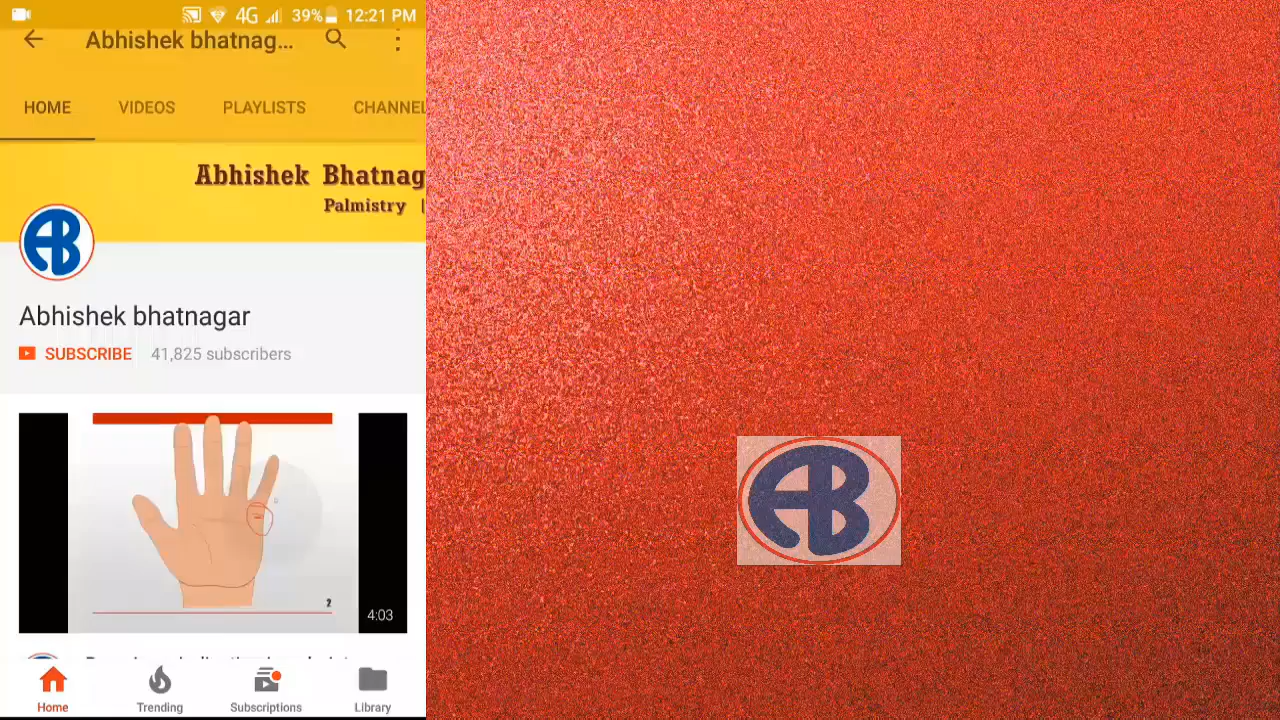 4G 39% 12:21 PM
Abhishek bhatnag...
HOME VIDEOS PLAYLISTS CHANNEL
Abhishek Bhatnag
Palmistry |
AB
Abhishek bhatnagar
SUBSCRIBE 41,825 subscribers
2
4:03
Home Trending Subscriptions Library
AB